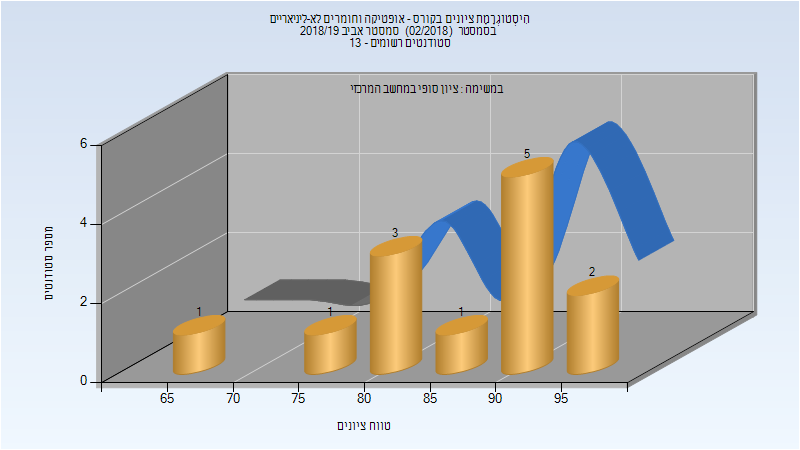 היסטוגרמת ציונים בקורס - אופטיקה וחומרים לא-ליניאריים
בסמסטר (02/2018) סמסטר אביב 2018/19
סטודנטים רשומים - 13
במשימה : ציון סופי במחשב המרכזי
מספר סטודנטים
6
4
2
0
1
1
3
1
5
2
65
70
75
80
85
90
95
טווח ציונים